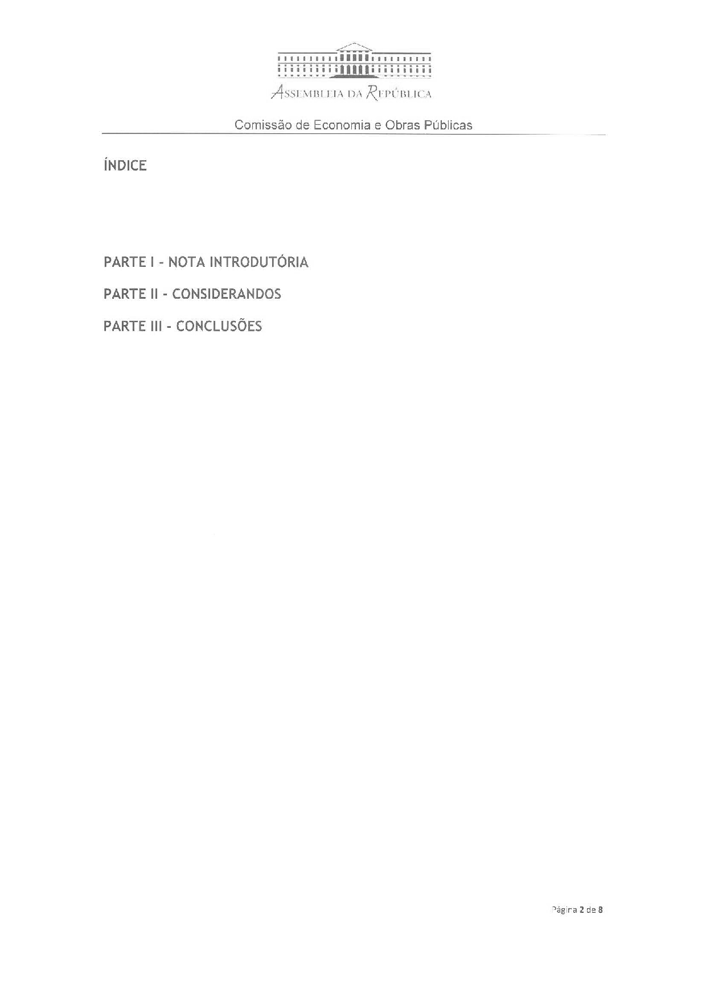 ASSEMBLEIA DA REPÚBLICA
Comissão de Economia e Obras Públicas
ÍNDICE
PARTE I - NOTA INTRODUTÓRIA
PARTE II - CONSIDERANDOS
PARTE III - CONCLUSÕES
Página 2 de 8